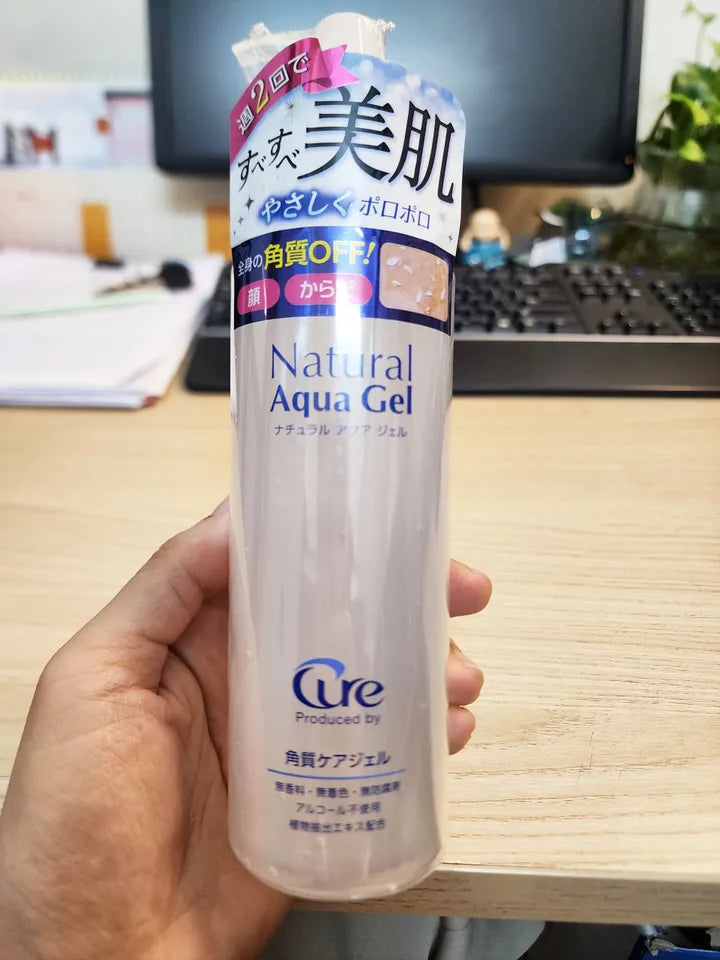 週2回で
すべすべ美肌
やさしくポロポロ
全身の角質OFF!
顔 からだ
Natural
Aqua Gel
ナチュラル アクア ジェル
Cure
Produced by
角質ケアジェル
無香料・無着色・無防腐剤
アルコール不使用
植物抽出エキス配合